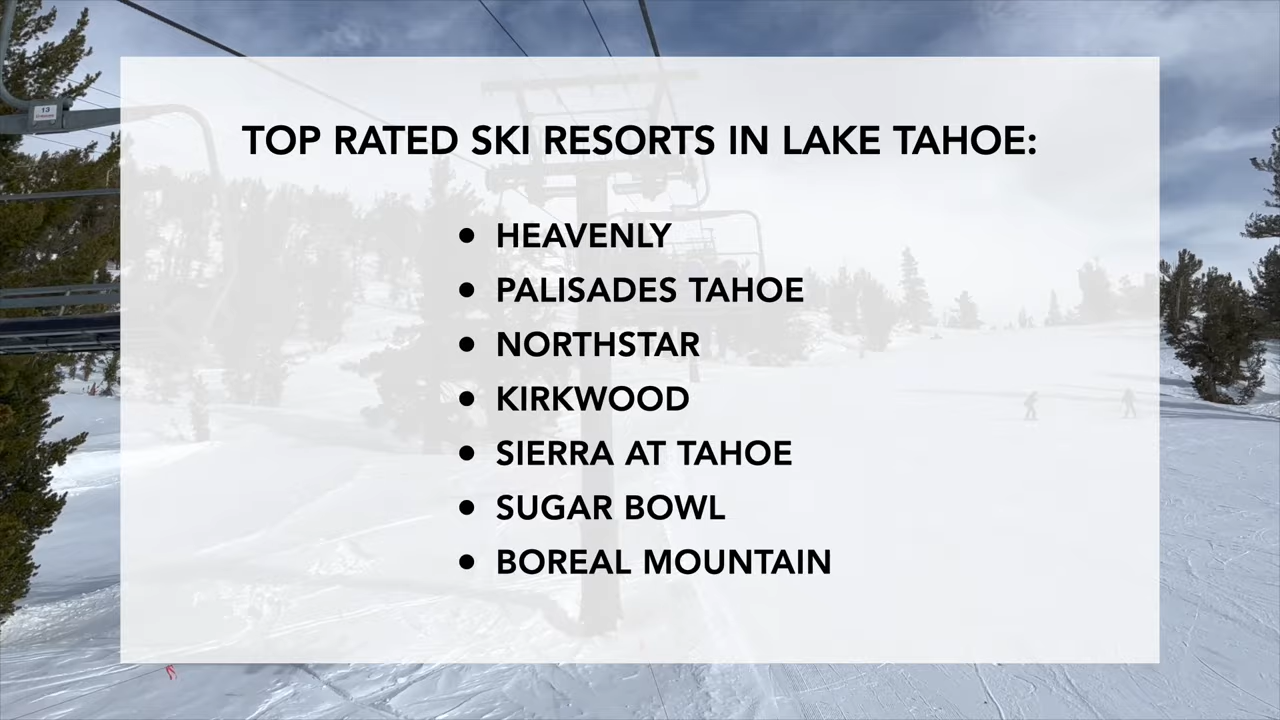 13
TOP RATED SKI RESORTS IN LAKE TAHOE:
• HEAVENLY
• PALISADES TAHOE
• NORTHSTAR
• KIRKWOOD
• SIERRA AT TAHOE
• SUGAR BOWL
• BOREAL MOUNTAIN